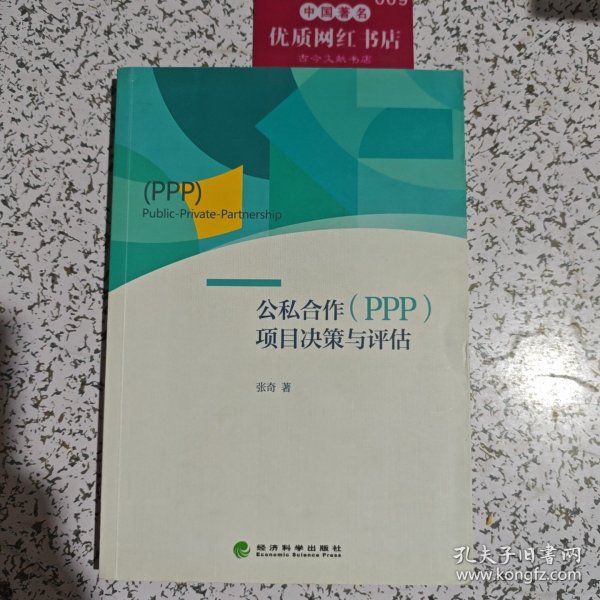 009
中国著名
优质网红书店
古今文献书店
(PPP)
Public-Private-Partnership
公私合作(PPP)
项目决策与评估
张奇 著
经济科学出版社
Economic Science Press
孔夫子旧书网
www.kongfz.com